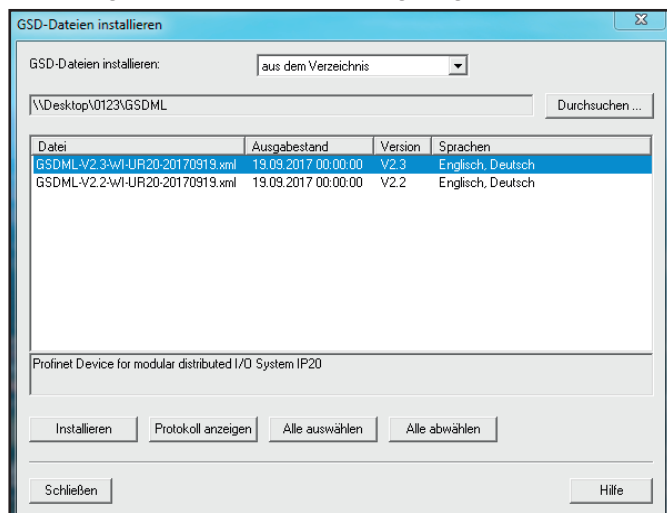 GSD-Dateien installieren
GSD-Dateien installieren: aus dem Verzeichnis
\\Desktop\0123\GSDML Durchsuchen ...
Datei Ausgabestand Version Sprachen
GSDML-V2.3-WI-UR20-20170919.xml 19.09.2017 00:00:00 V2.3 Englisch, Deutsch
GSDML-V2.2-WI-UR20-20170919.xml 19.09.2017 00:00:00 V2.2 Englisch, Deutsch
Profinet Device for modular distributed I/O System IP20
Installieren Protokoll anzeigen Alle auswählen Alle abwählen
Schließen Hilfe